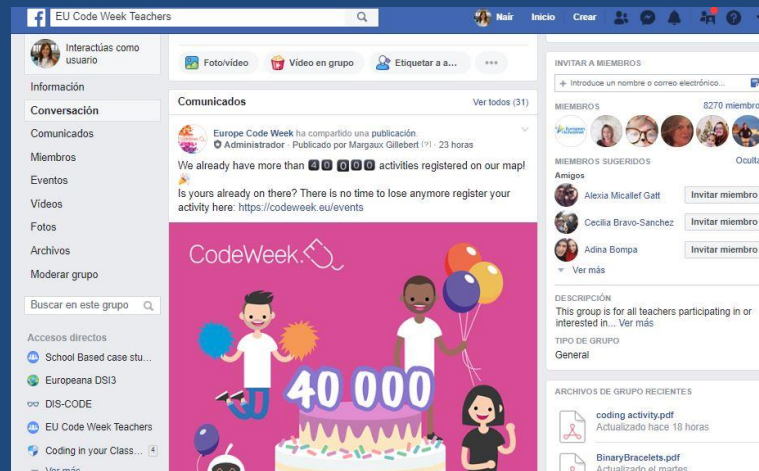 EU Code Week Teachers
Naír
Inicio
Crear
Interactúas como
usuario
Información
Conversación
Comunicados
Miembros
Eventos
Vídeos
Fotos
Archivos
Moderar grupo
Buscar en este grupo
Accesos directos
School Based case stu...
Europeana DSI3
DIS-CODE
EU Code Week Teachers
Coding in your Class... 4
Ver más
Foto/vídeo
Vídeo en grupo
Etiquetar a a...
Comunicados
Ver todos (31)
Europe Code Week ha compartido una publicación.
Administrador · Publicado por Margaux Gillebert [?] · 23 horas
We already have more than 40 000 activities registered on our map!
Is yours already on there? There is no time to lose anymore register your
activity here: https://codeweek.eu/events
CodeWeek.
40 000
INVITAR A MIEMBROS
+ Introduce un nombre o correo electrónico...
MIEMBROS
8270 miembro
MIEMBROS SUGERIDOS
Oculta
Amigos
Alexia Micallef Gatt
Invitar miembro
Cecilia Bravo-Sanchez
Invitar miembro
Adina Bompa
Invitar miembro
Ver más
DESCRIPCIÓN
This group is for all teachers participating in or
interested in... Ver más
TIPO DE GRUPO
General
ARCHIVOS DE GRUPO RECIENTES
coding activity.pdf
Actualizado hace 18 horas
BinaryBracelets.pdf
Actualizado el martes